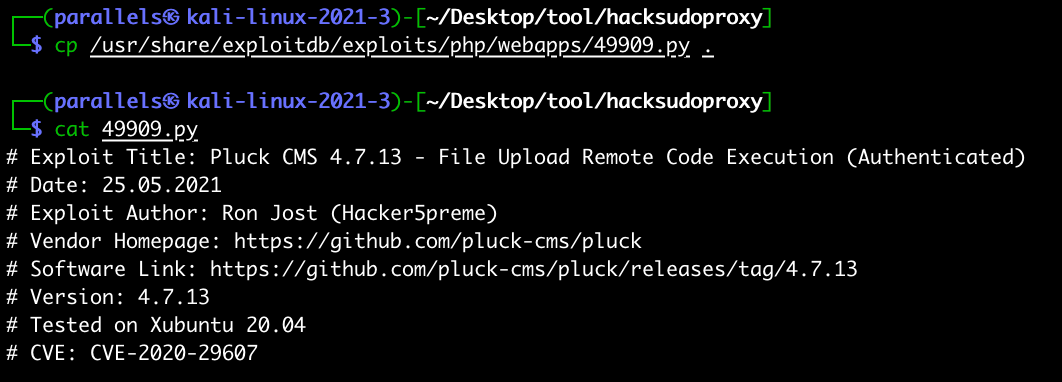 (parallels㉿ kali-linux-2021-3)-[~/Desktop/tool/hacksudoproxy]
$ cp /usr/share/exploitdb/exploits/php/webapps/49909.py .
(parallels㉿ kali-linux-2021-3)-[~/Desktop/tool/hacksudoproxy]
$ cat 49909.py
# Exploit Title: Pluck CMS 4.7.13 - File Upload Remote Code Execution (Authenticated)
# Date: 25.05.2021
# Exploit Author: Ron Jost (Hacker5preme)
# Vendor Homepage: https://github.com/pluck-cms/pluck
# Software Link: https://github.com/pluck-cms/pluck/releases/tag/4.7.13
# Version: 4.7.13
# Tested on Xubuntu 20.04
# CVE: CVE-2020-29607